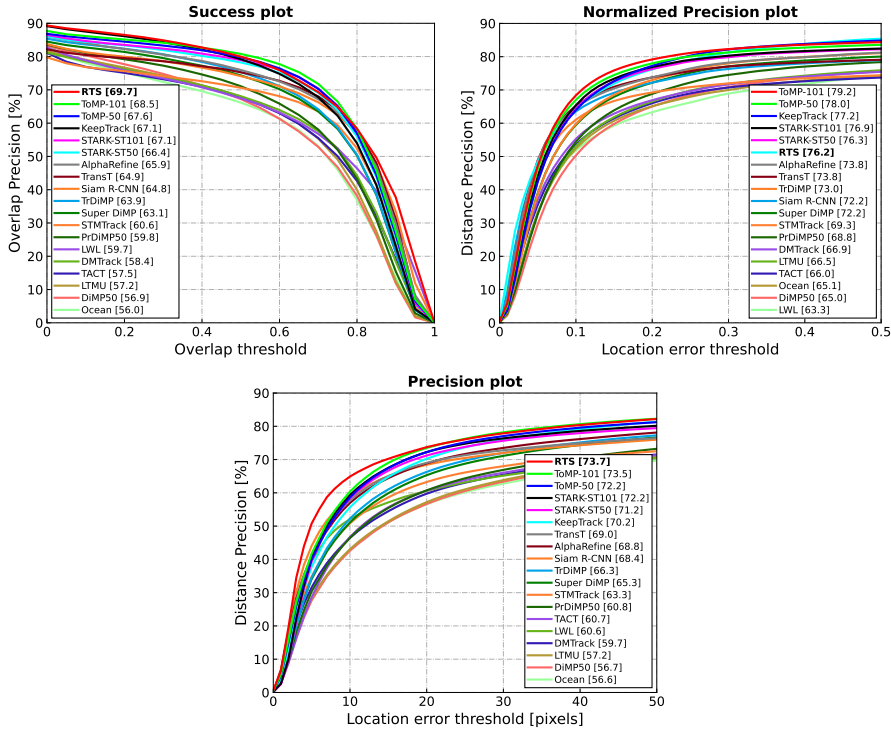 Success plot
Overlap Precision [%]
90
80
70
60
50
40
30
20
10
0
RTS [69.7]
ToMP-101 [68.5]
ToMP-50 [67.6]
KeepTrack [67.1]
STARK-ST101 [67.1]
STARK-ST50 [66.4]
AlphaRefine [65.9]
TransT [64.9]
Siam R-CNN [64.8]
TrDiMP [63.9]
Super DiMP [63.1]
STMTrack [60.6]
PrDiMP50 [59.8]
LWL [59.7]
DMTrack [58.4]
TACT [57.5]
LTMU [57.2]
DiMP50 [56.9]
Ocean [56.0]
0 0.2 0.4 0.6 0.8 1
Overlap threshold
Normalized Precision plot
Distance Precision [%]
90
80
70
60
50
40
30
20
10
0
ToMP-101 [79.2]
ToMP-50 [78.0]
KeepTrack [77.2]
STARK-ST101 [76.9]
STARK-ST50 [76.3]
RTS [76.2]
AlphaRefine [73.8]
TransT [73.8]
TrDiMP [73.0]
Siam R-CNN [72.2]
Super DiMP [72.2]
STMTrack [69.3]
PrDiMP50 [68.8]
DMTrack [66.9]
LTMU [66.5]
TACT [66.0]
Ocean [65.1]
DiMP50 [65.0]
LWL [63.3]
0 0.1 0.2 0.3 0.4 0.5
Location error threshold
Precision plot
Distance Precision [%]
90
80
70
60
50
40
30
20
10
0
RTS [73.7]
ToMP-101 [73.5]
ToMP-50 [72.2]
STARK-ST101 [72.2]
STARK-ST50 [71.2]
KeepTrack [70.2]
TransT [69.0]
AlphaRefine [68.8]
Siam R-CNN [68.4]
TrDiMP [66.3]
Super DiMP [65.3]
STMTrack [63.3]
PrDiMP50 [60.8]
TACT [60.7]
LWL [60.6]
DMTrack [59.7]
LTMU [57.2]
DiMP50 [56.7]
Ocean [56.6]
0 10 20 30 40 50
Location error threshold [pixels]